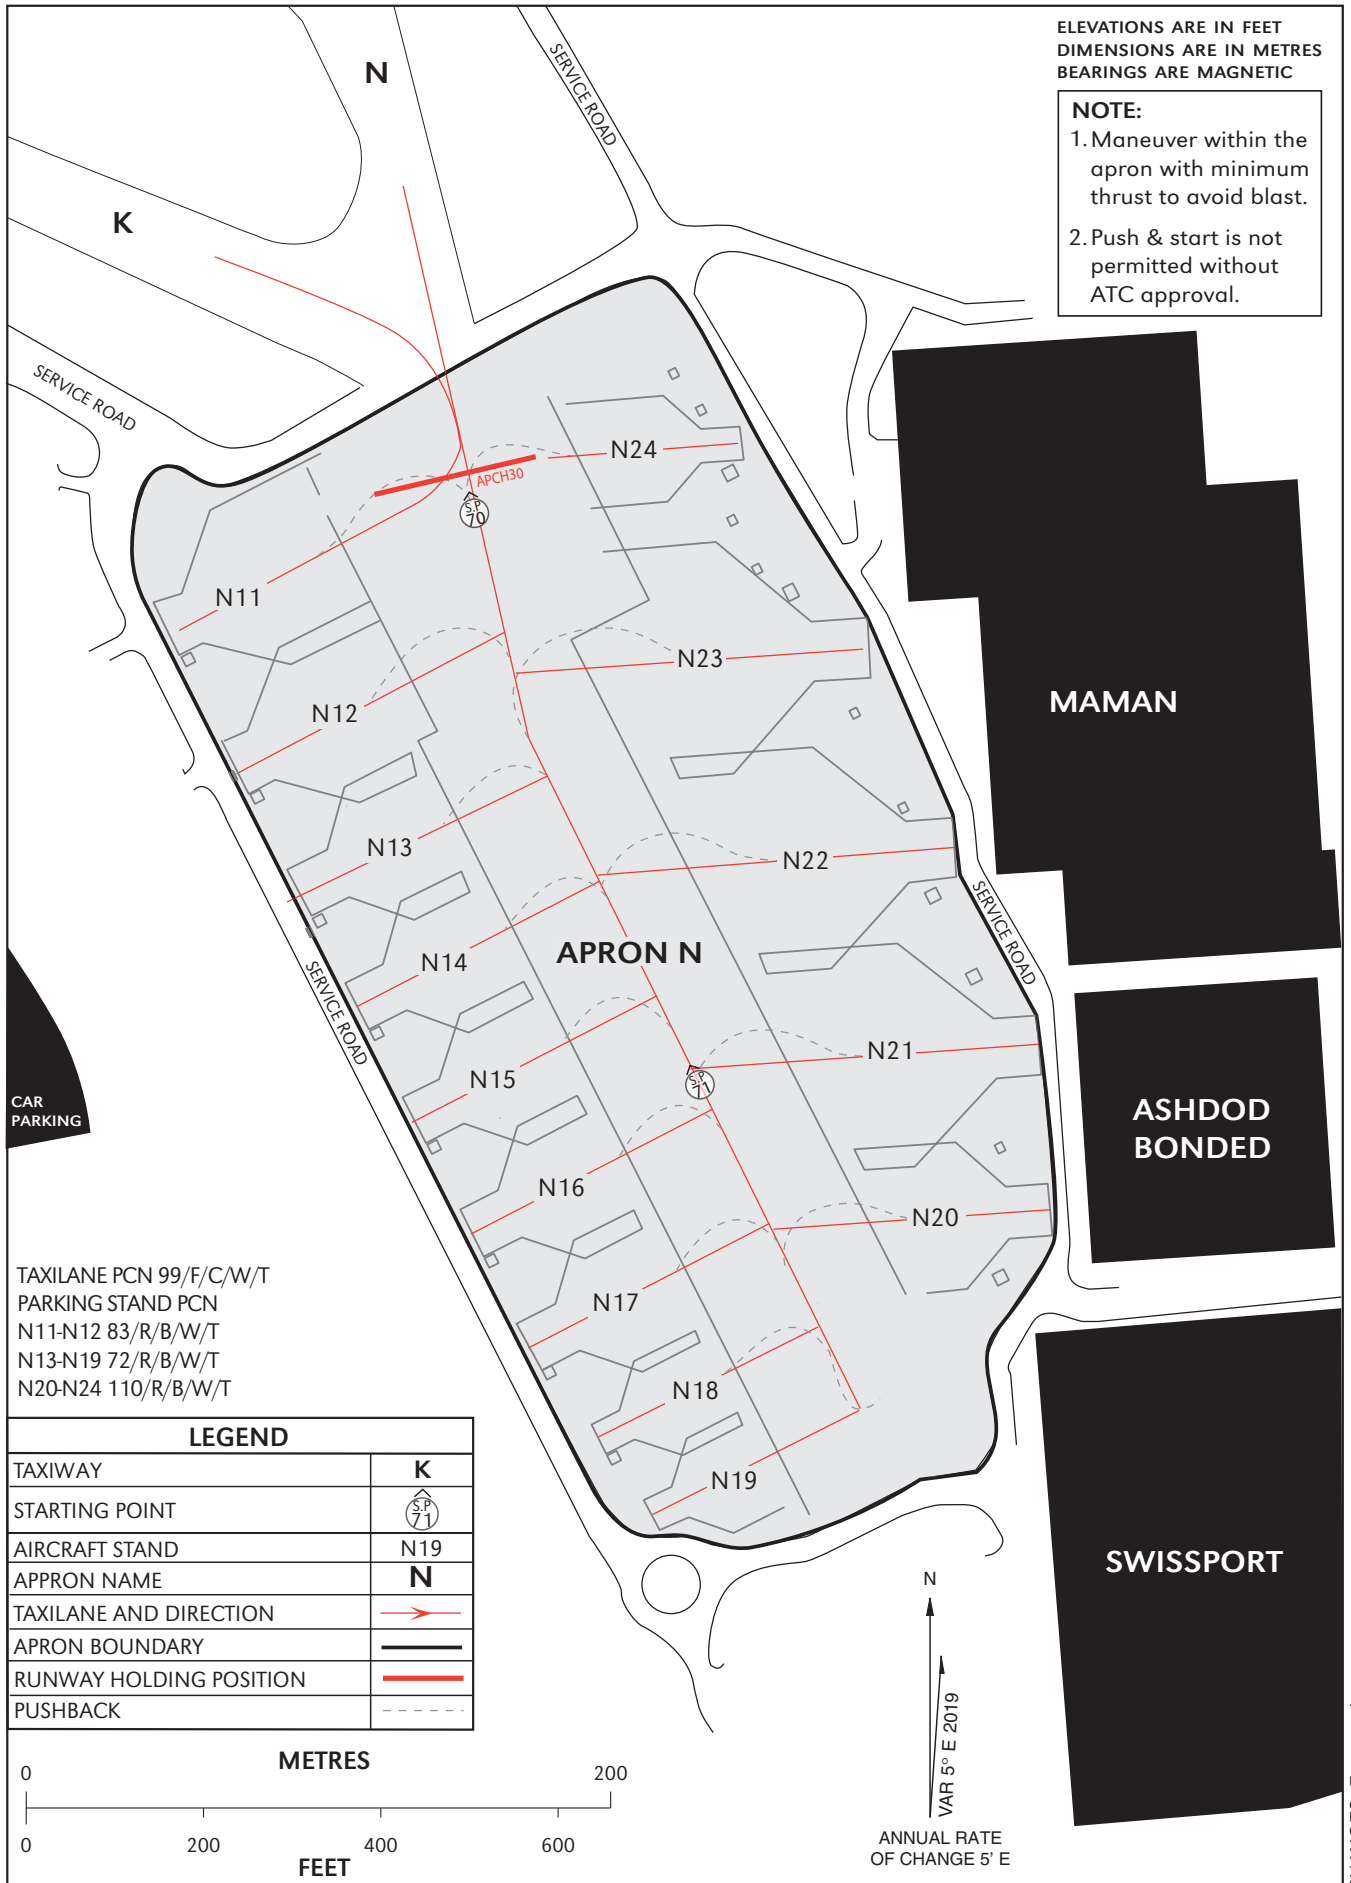 ELEVATIONS ARE IN FEET
DIMENSIONS ARE IN METRES
BEARINGS ARE MAGNETIC
NOTE:
1. Maneuver within the
apron with minimum
thrust to avoid blast.
2. Push & start is not
permitted without
ATC approval.
N
K
SERVICE ROAD
SERVICE ROAD
N24
APCH30
S.P
70
N11
N23
N12
MAMAN
N13
N22
SERVICE ROAD
APRON N
N14
SERVICE ROAD
N21
N15
S.P
71
CAR
PARKING
ASHDOD
BONDED
N16
N20
N17
N18
N19
SWISSPORT
TAXILANE PCN 99/F/C/W/T
PARKING STAND PCN
N11-N12 83/R/B/W/T
N13-N19 72/R/B/W/T
N20-N24 110/R/B/W/T
LEGEND
TAXIWAY K
STARTING POINT S.P 71
AIRCRAFT STAND N19
APPRON NAME N
TAXILANE AND DIRECTION
APRON BOUNDARY
RUNWAY HOLDING POSITION
PUSHBACK
METRES
0 200
0 200 400 600
FEET
N
VAR 5° E 2019
ANNUAL RATE
OF CHANGE 5' E